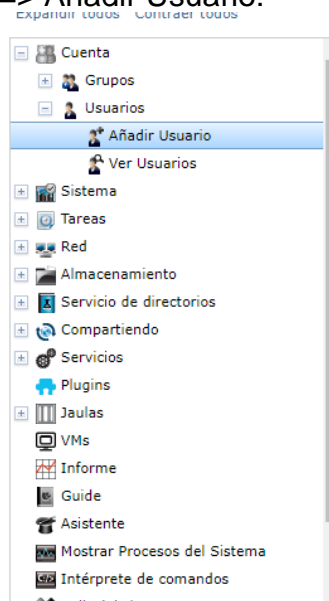 => Añadir Usuario.
Expandir todos Contraer todos
Cuenta
Grupos
Usuarios
Añadir Usuario
Ver Usuarios
Sistema
Tareas
Red
Almacenamiento
Servicio de directorios
Compartiendo
Servicios
Plugins
Jaulas
VMs
Informe
Guide
Asistente
Mostrar Procesos del Sistema
Intérprete de comandos